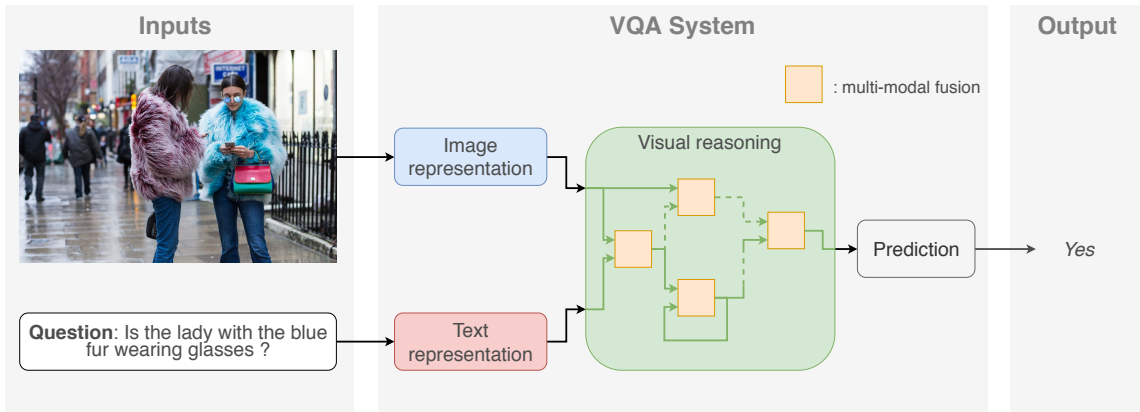 Inputs
VQA System
Output
INTERNET
: multi-modal fusion
Image
representation
Visual reasoning
Prediction
Yes
Question: Is the lady with the blue
fur wearing glasses ?
Text
representation